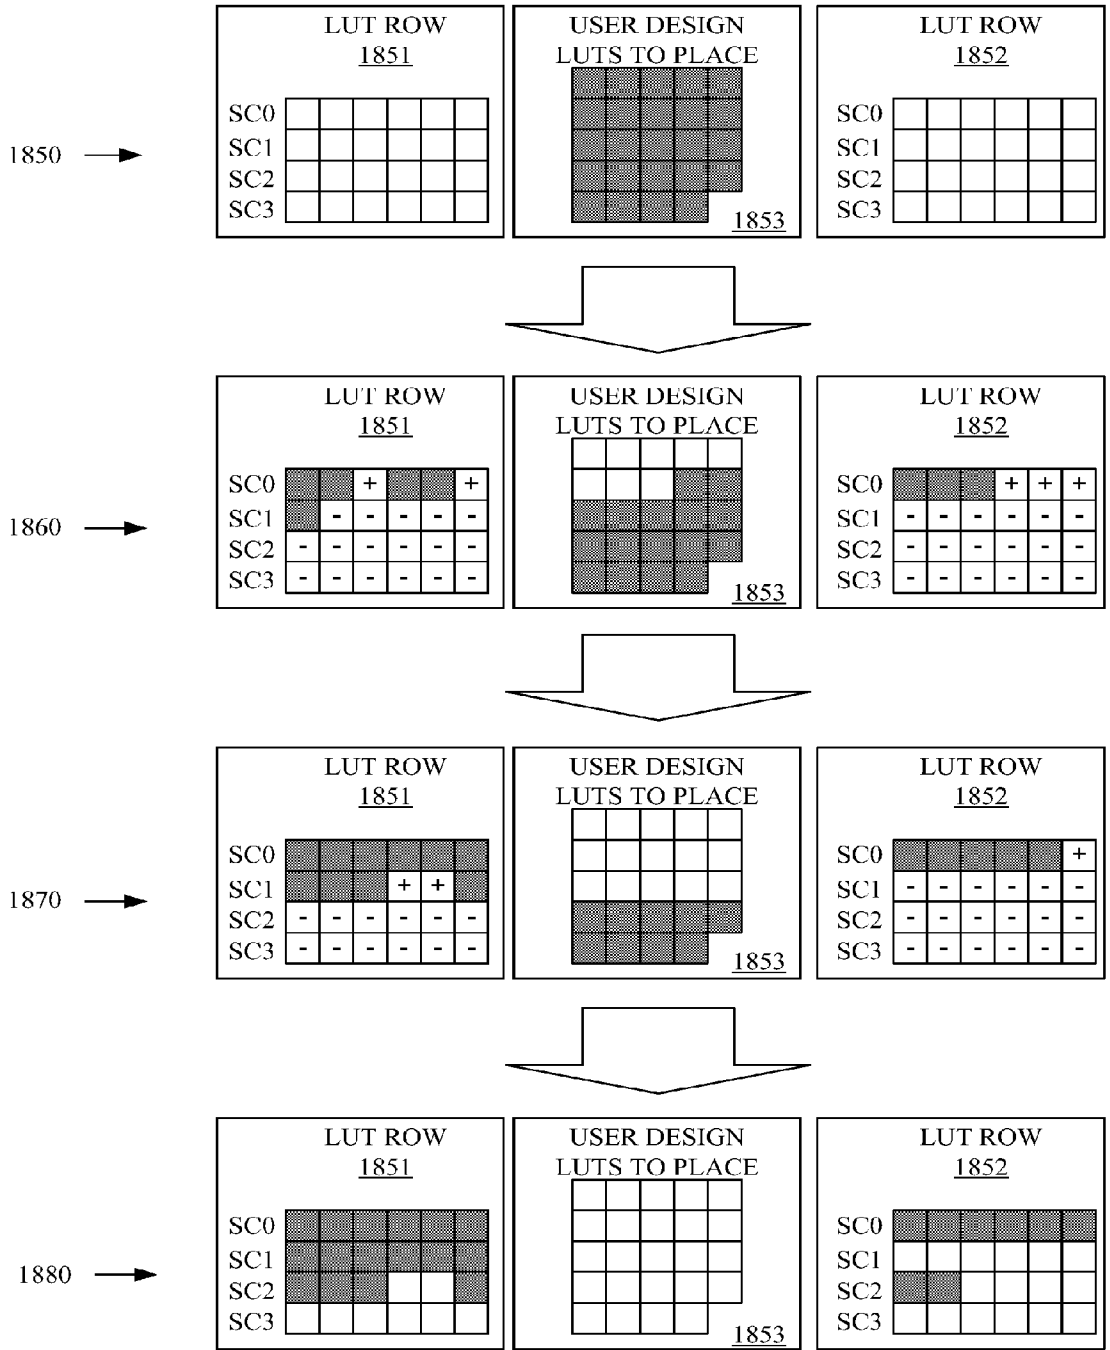 LUT ROW
1851
USER DESIGN
LUTS TO PLACE
LUT ROW
1852
1850
SC0
SC1
SC2
SC3
1853
SC0
SC1
SC2
SC3
LUT ROW
1851
USER DESIGN
LUTS TO PLACE
LUT ROW
1852
1860
SC0 + +
SC1 - - - - -
SC2 - - - - - -
SC3 - - - - - -
1853
SC0 + + +
SC1 - - - - - -
SC2 - - - - - -
SC3 - - - - - -
LUT ROW
1851
USER DESIGN
LUTS TO PLACE
LUT ROW
1852
1870
SC0
SC1 + +
SC2 - - - - - -
SC3 - - - - - -
1853
SC0 +
SC1 - - - - - -
SC2 - - - - - -
SC3 - - - - - -
LUT ROW
1851
USER DESIGN
LUTS TO PLACE
LUT ROW
1852
1880
SC0
SC1
SC2
SC3
1853
SC0
SC1
SC2
SC3